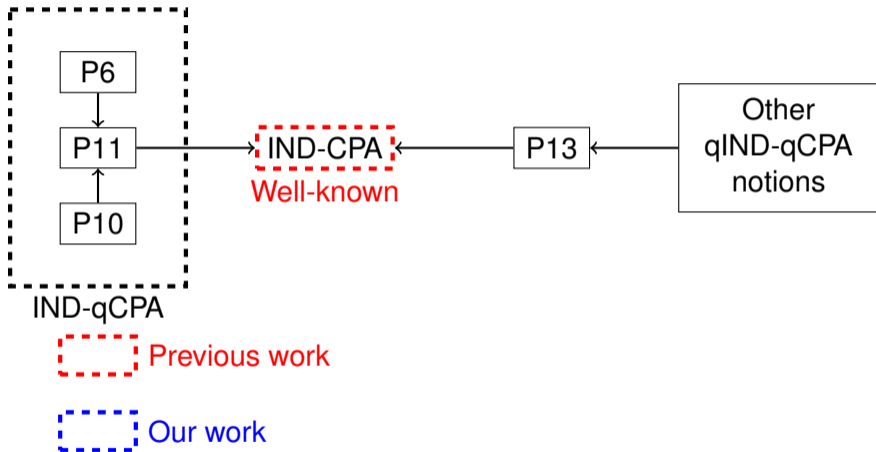 P6
P11
P10
IND-qCPA
IND-CPA
Well-known
P13
Other
qIND-qCPA
notions
Previous work
Our work